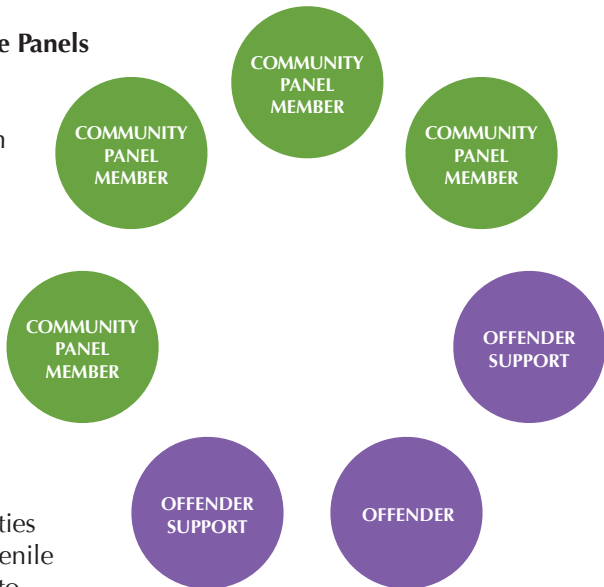 e Panels
COMMUNITY
PANEL
MEMBER
COMMUNITY
PANEL
MEMBER
COMMUNITY
PANEL
MEMBER
COMMUNITY
PANEL
MEMBER
OFFENDER
SUPPORT
OFFENDER
SUPPORT
OFFENDER
ties
enile